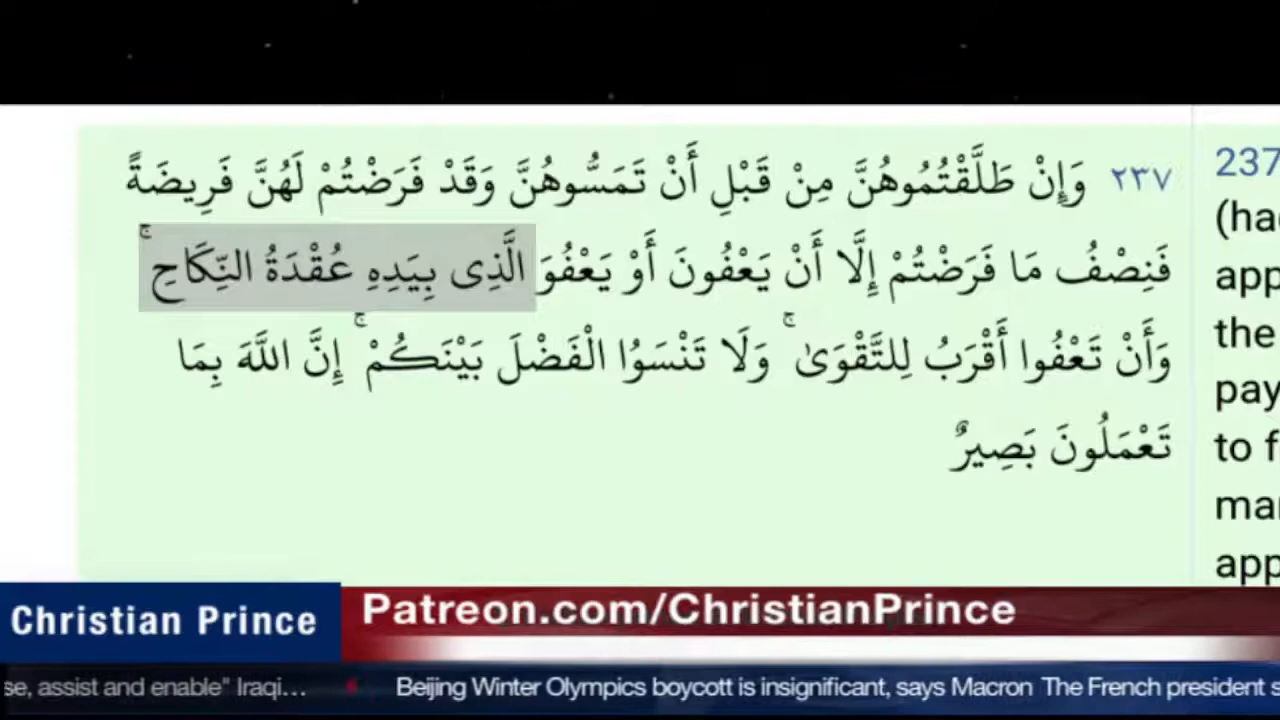 ٢٣٧ وَإِنْ طَلَّقْتُمُوهُنَّ مِنْ قَبْلِ أَنْ تَمَسُّوهُنَّ وَقَدْ فَرَضْتُمْ لَهُنَّ فَرِيضَةً
فَنِصْفُ مَا فَرَضْتُمْ إِلَّا أَنْ يَعْفُونَ أَوْ يَعْفُوَ الَّذِى بِيَدِهِ عُقْدَةُ النِّكَاحِ ۚ
وَأَنْ تَعْفُوا أَقْرَبُ لِلتَّقْوَىٰ ۚ وَلَا تَنْسَوُا الْفَضْلَ بَيْنَكُمْ ۚ إِنَّ اللَّهَ بِمَا
تَعْمَلُونَ بَصِيرٌ
237
(ha
app
the
pay
to f
mar
app
Christian Prince
Patreon.com/ChristianPrince
se, assist and enable" Iraqi... Beijing Winter Olympics boycott is insignificant, says Macron The French president s